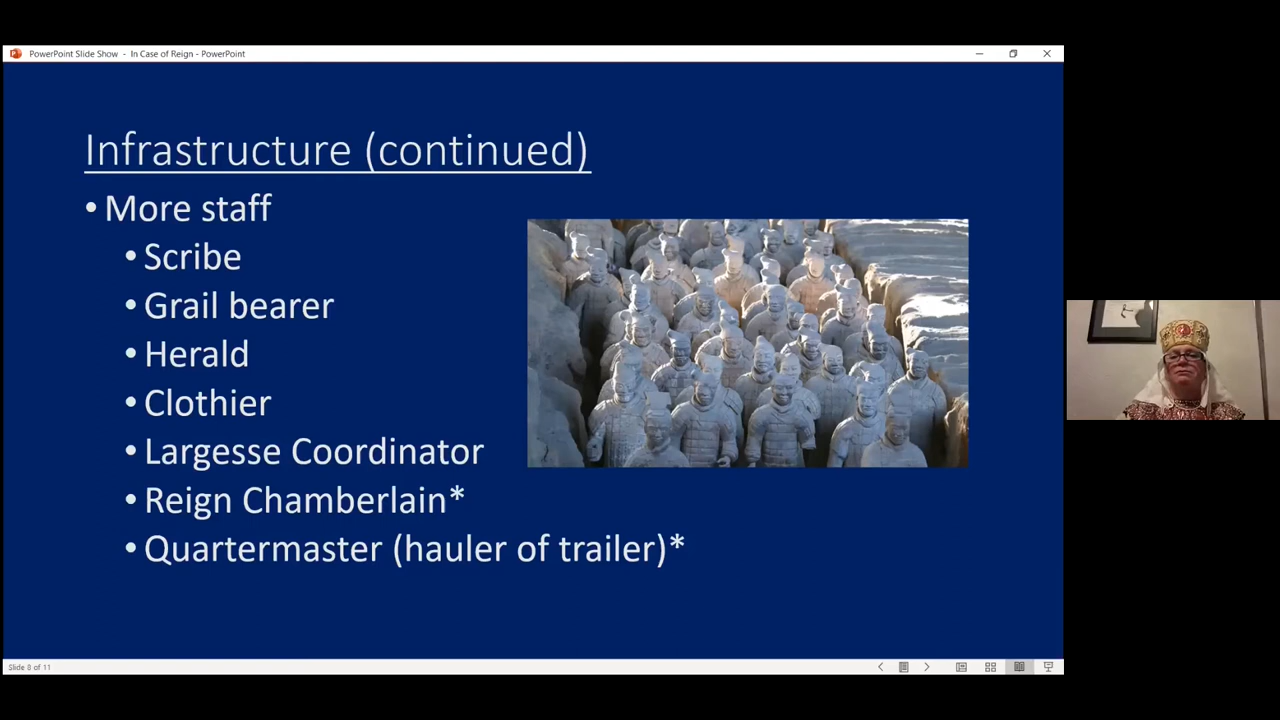 PowerPoint Slide Show - In Case of Reign - PowerPoint
Infrastructure (continued)
• More staff
• Scribe
• Grail bearer
• Herald
• Clothier
• Largesse Coordinator
• Reign Chamberlain*
• Quartermaster (hauler of trailer)*
Slide 8 of 11